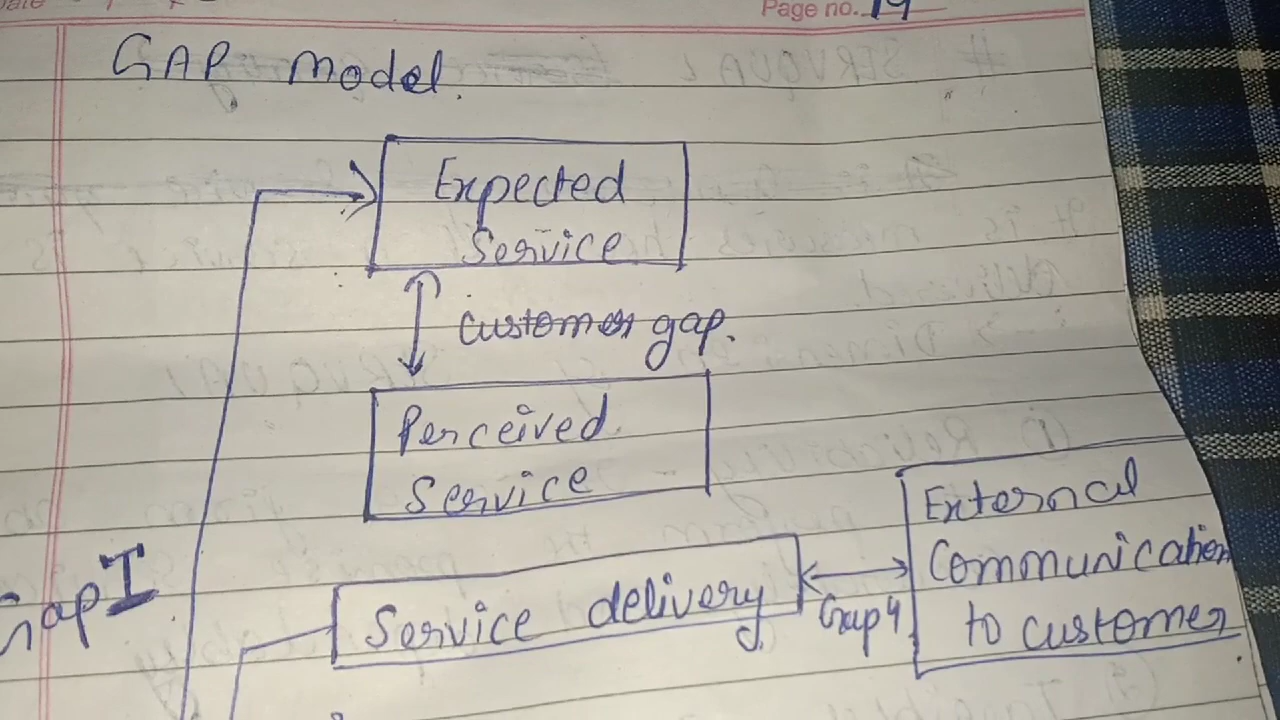 Date
Page no. 19
GAP Model.
Expected
Service
customer gap.
Perceived
Service
External
Communication
to customer
Service delivery
Gap 4
Gap I